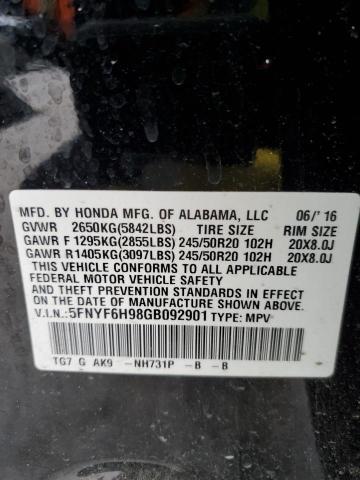 MFD. BY HONDA MFG. OF ALABAMA, LLC 06/'16
GVWR 2650KG(5842LBS) TIRE SIZE RIM SIZE
GAWR F 1295KG(2855LBS) 245/50R20 102H 20X8.0J
GAWR R1405KG(3097LBS) 245/50R20 102H 20X8.0J
THIS VEHICLE CONFORMS TO ALL APPLICABLE
FEDERAL MOTOR VEHICLE SAFETY
AND THEFT PREVENTION STANDARDS IN EFFECT
ON THE DATE OF MANUFACTURE SHOWN ABOVE.
V.I.N.:5FNYF6H98GB092901 TYPE: MPV
TG7 G AK9 -NH731P -B -B